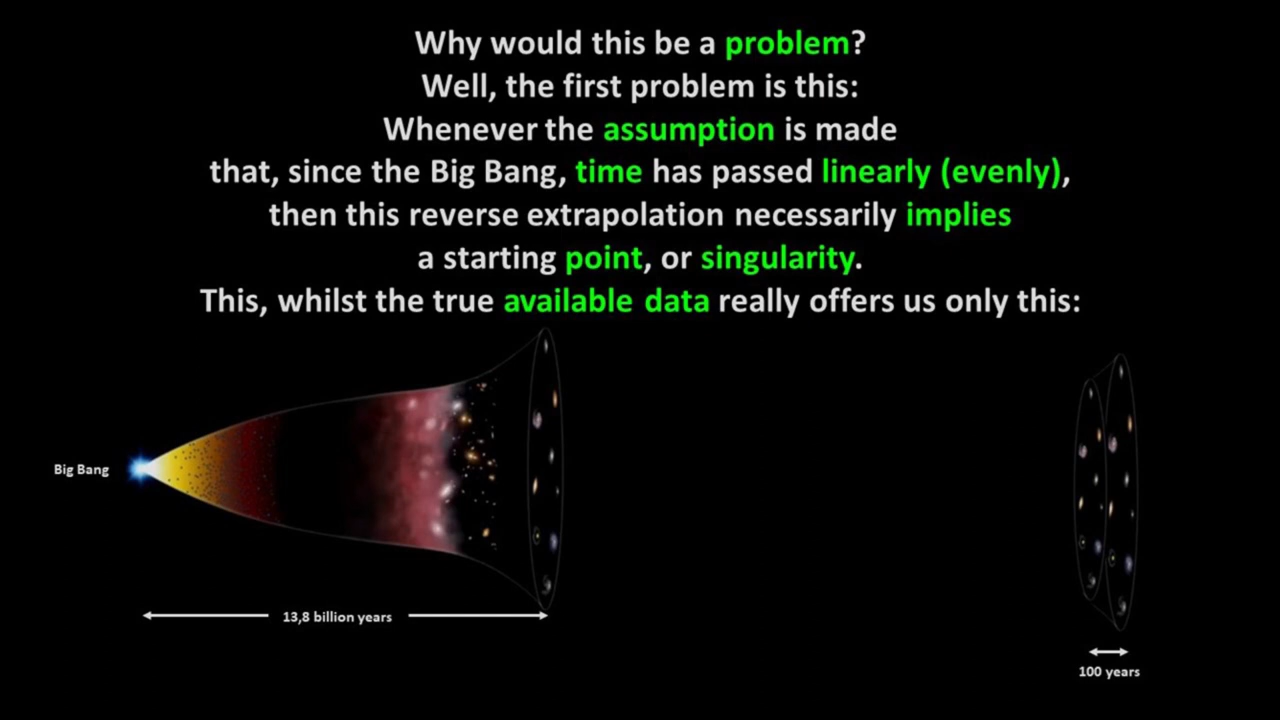 Why would this be a problem?
Well, the first problem is this:
Whenever the assumption is made
that, since the Big Bang, time has passed linearly (evenly),
then this reverse extrapolation necessarily implies
a starting point, or singularity.
This, whilst the true available data really offers us only this:
Big Bang
13,8 billion years
100 years